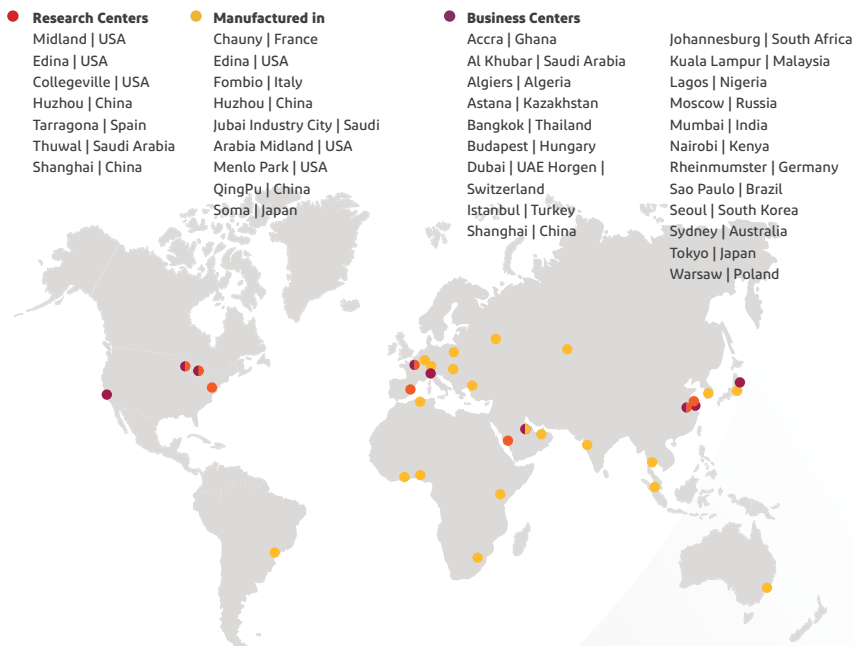 Research Centers
Midland | USA
Edina | USA
Collegeville | USA
Huzhou | China
Tarragona | Spain
Thuwal | Saudi Arabia
Shanghai | China
Manufactured in
Chauny | France
Edina | USA
Fombio | Italy
Huzhou | China
Jubai Industry City | Saudi
Arabia Midland | USA
Menlo Park | USA
QingPu | China
Soma | Japan
Business Centers
Accra | Ghana
Al Khubar | Saudi Arabia
Algiers | Algeria
Astana | Kazakhstan
Bangkok | Thailand
Budapest | Hungary
Dubai | UAE Horgen |
Switzerland
Istanbul | Turkey
Shanghai | China
Johannesburg | South Africa
Kuala Lampur | Malaysia
Lagos | Nigeria
Moscow | Russia
Mumbai | India
Nairobi | Kenya
Rheinmumster | Germany
Sao Paulo | Brazil
Seoul | South Korea
Sydney | Australia
Tokyo | Japan
Warsaw | Poland